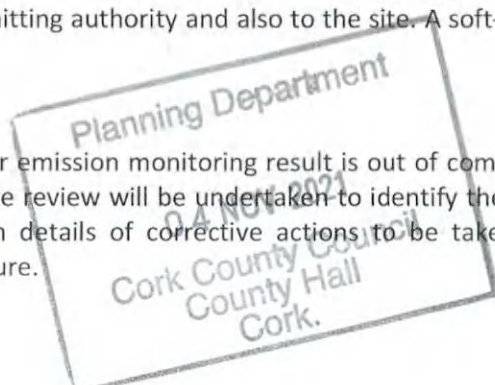 mitting authority and also to the site. A soft-
Planning Department
r emission monitoring result is out of com
e review will be undertaken to identify the
04 NOV 2021
n details of corrective actions to be take
Cork County Council
ure.
County Hall
Cork.